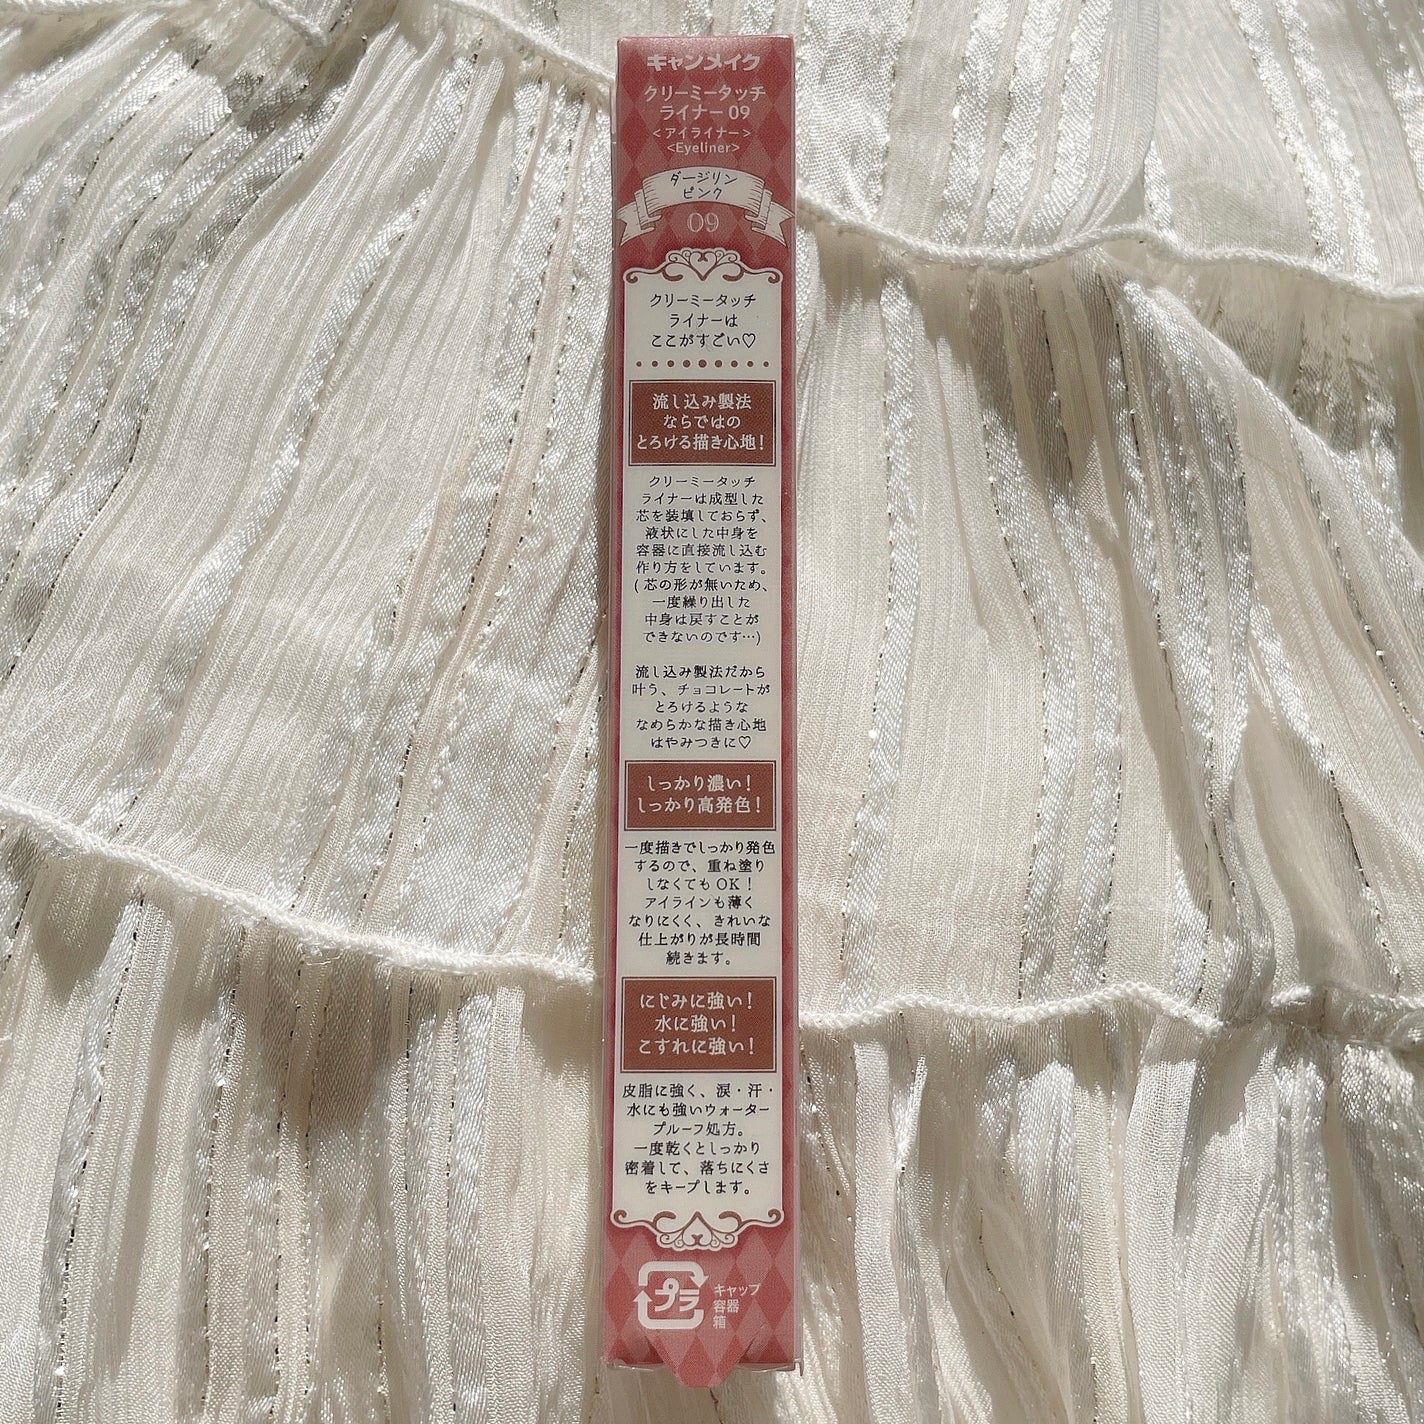 キャンメイク
クリーミータッチ
ライナー 09
<アイライナー>
<Eyeliner>
ダージリン
ピンク
09
クリーミータッチ
ライナーは
ここがすごい♡
流し込み製法
ならではの
とろける描き心地!
クリーミータッチ
ライナーは成型した
芯を装填しておらず、
液状にした中身を
容器に直接流し込む
作り方をしています。
(芯の形が無いため、
一度繰り出した
中身は戻すことが
できないのです…)
流し込み製法だから
叶う、チョコレートが
とろけるような
なめらかな描き心地
はやみつきに♡
しっかり濃い!
しっかり高発色!
一度描きでしっかり発色
するので、重ね塗り
しなくてもOK!
アイラインも薄く
なりにくく、きれいな
仕上がりが長時間
続きます。
にじみに強い!
水に強い!
こすれに強い!
皮脂に強く、涙・汗・
水にも強いウォーター
プルーフ処方。
一度乾くとしっかり
密着して、落ちにくさ
をキープします。
プラ
キャップ
容器
箱